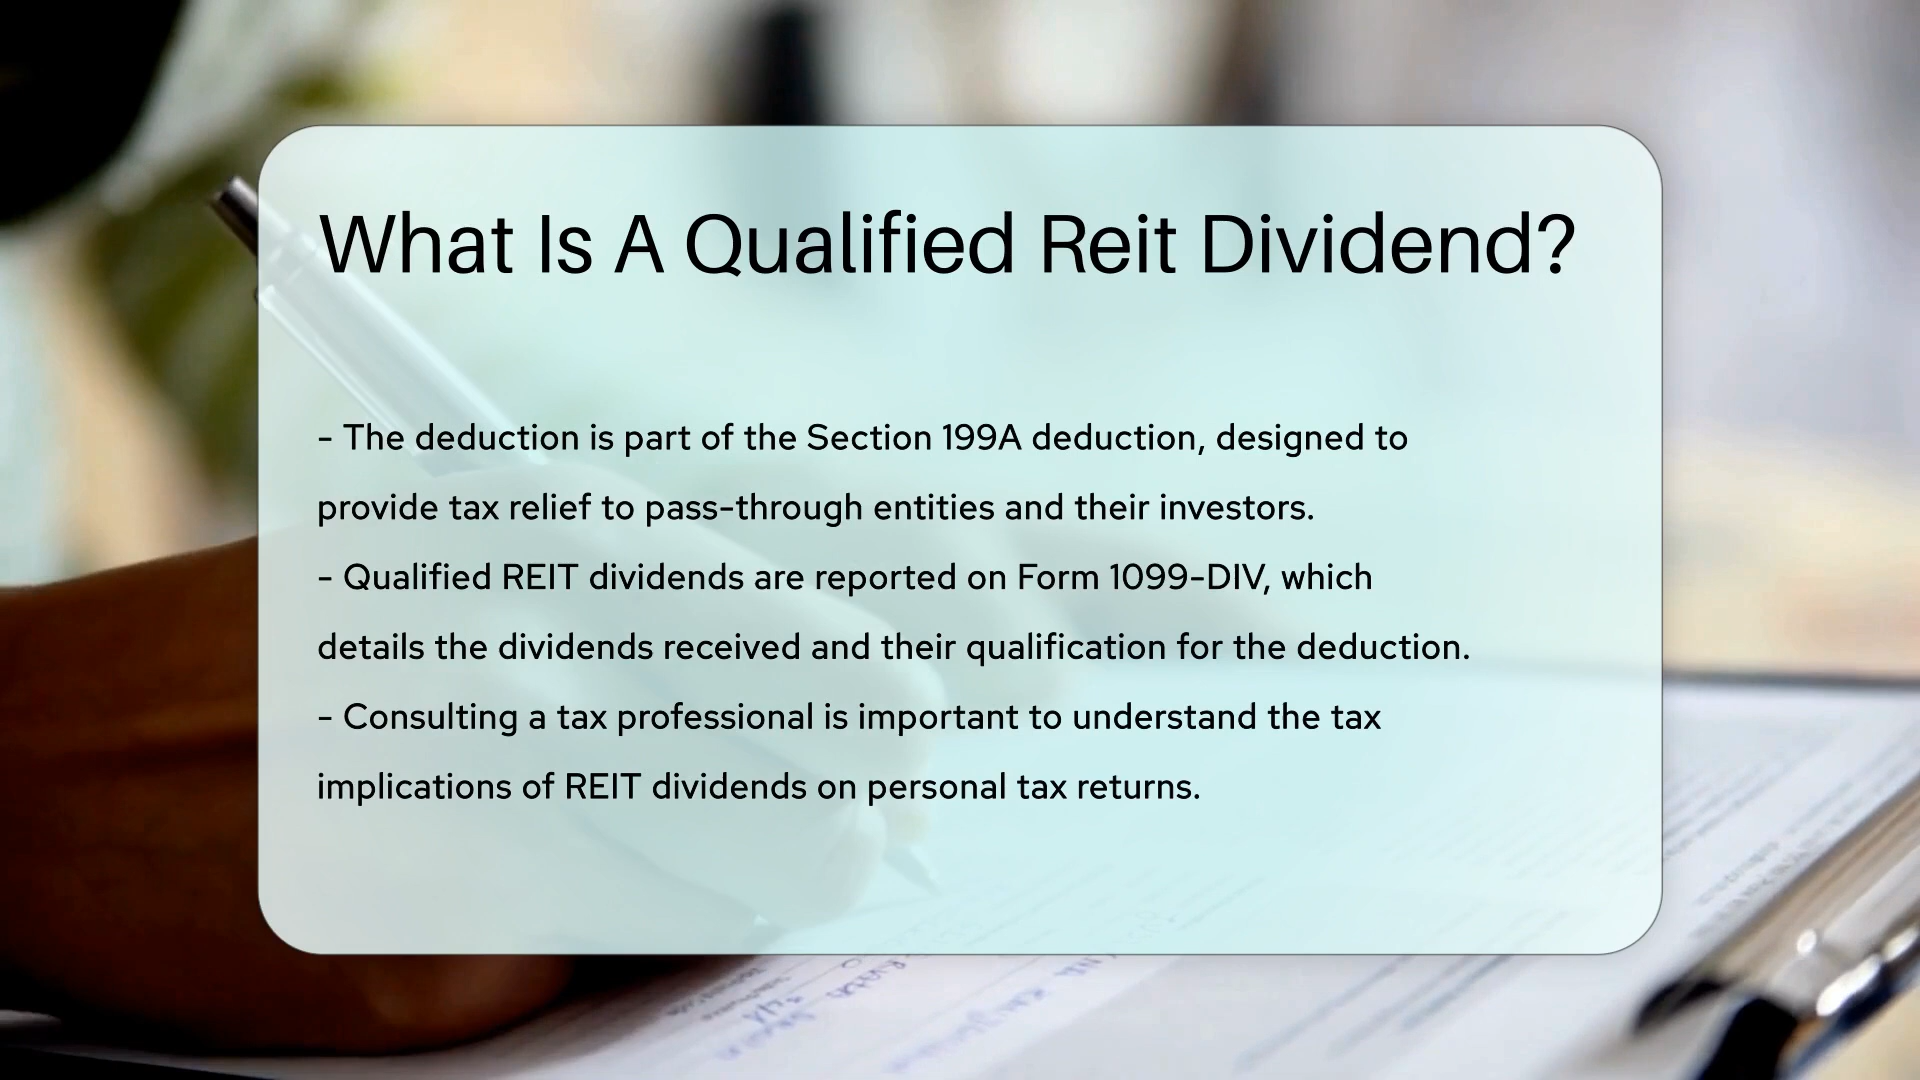 What Is A Qualified Reit Dividend?
- The deduction is part of the Section 199A deduction, designed to
provide tax relief to pass-through entities and their investors.
- Qualified REIT dividends are reported on Form 1099-DIV, which
details the dividends received and their qualification for the deduction.
- Consulting a tax professional is important to understand the tax
implications of REIT dividends on personal tax returns.